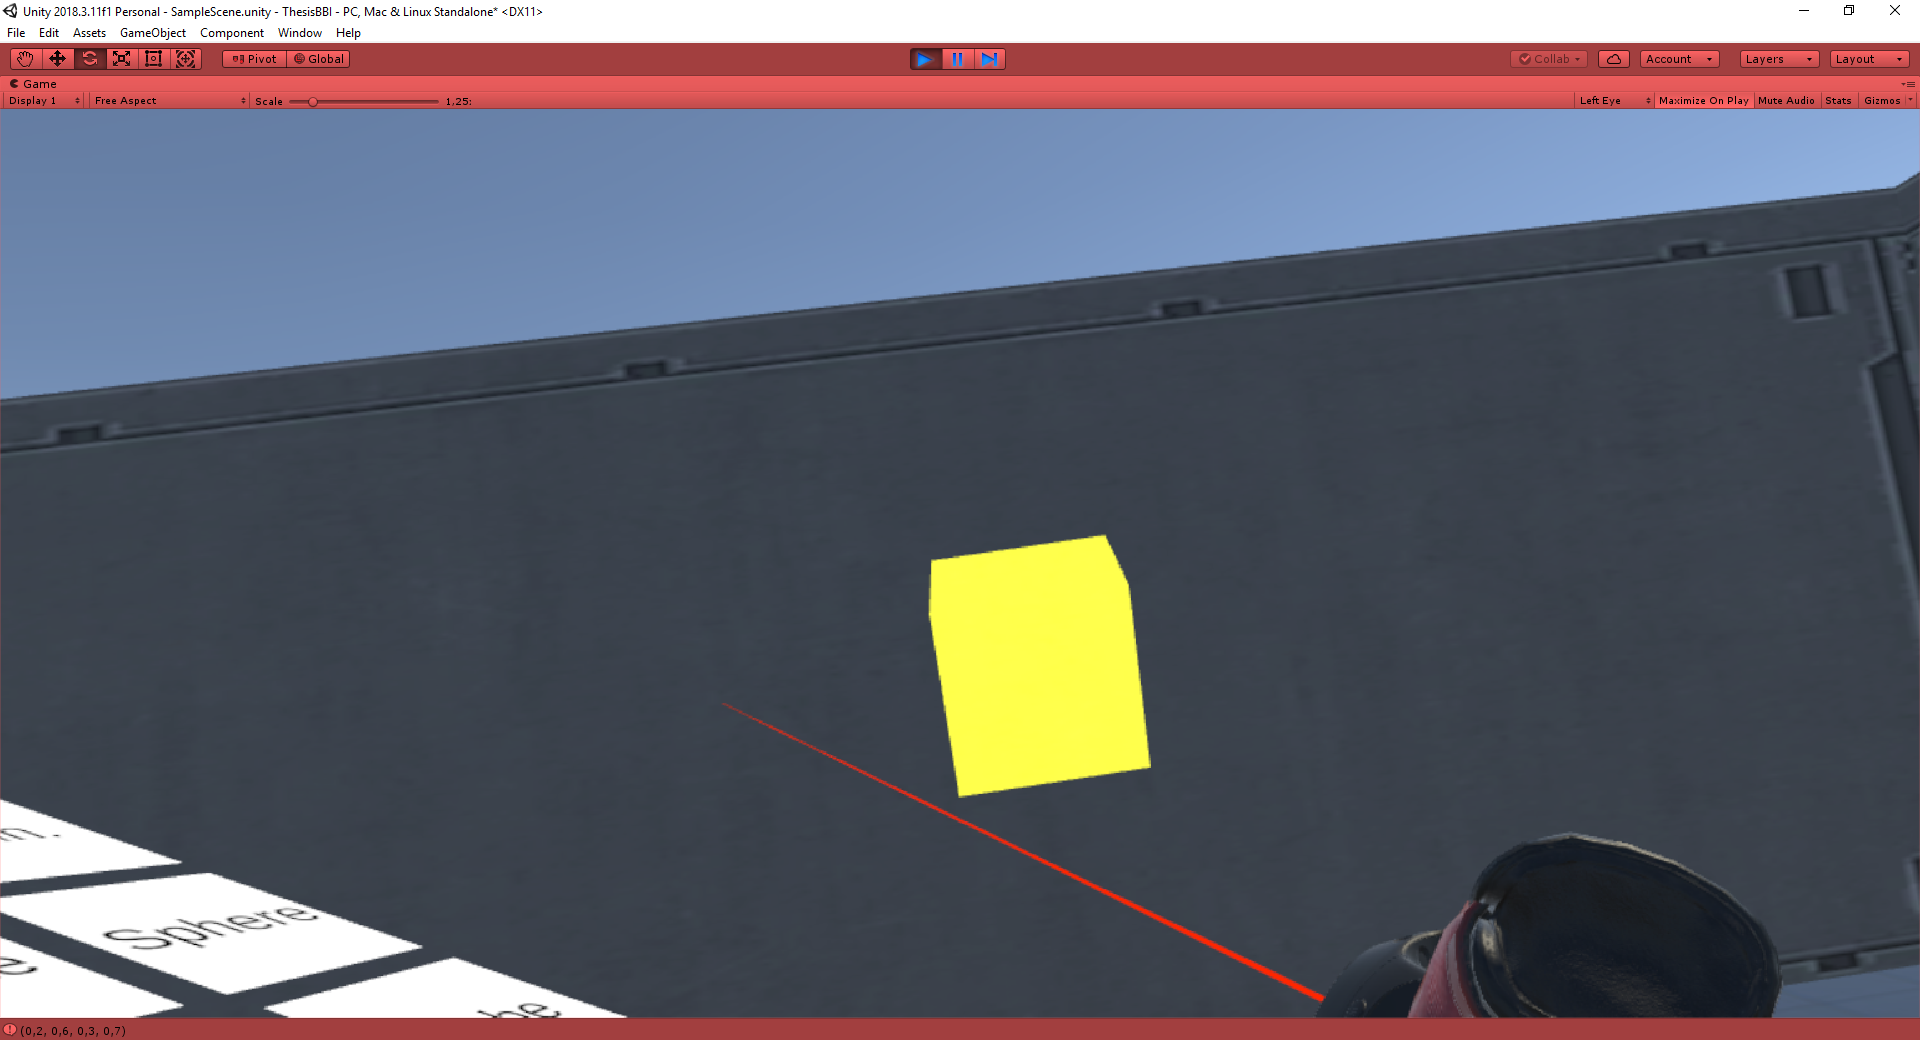 Unity 2018.3.11f1 Personal - SampleScene.unity - ThesisBBI - PC, Mac & Linux Standalone* <DX11>
File Edit Assets GameObject Component Window Help
Pivot Global Collab Account Layers Layout
Game
Display 1 Free Aspect Scale 1,25: Left Eye Maximize On Play Mute Audio Stats Gizmos
n.
Sphere
e
be
(0,2, 0,6, 0,3, 0,7)